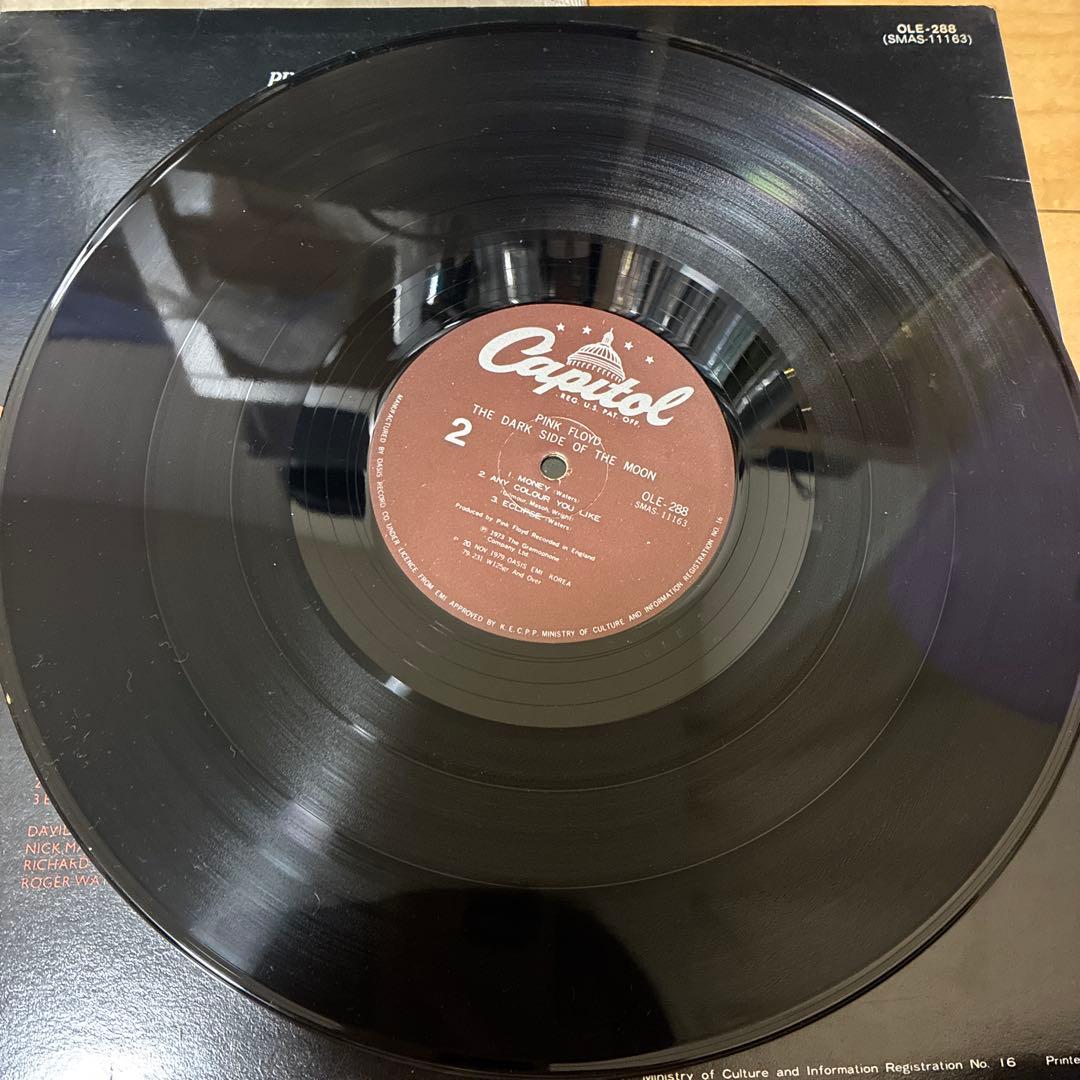 OLE-288
(SMAS-11163)
Capitol
REG. U.S. PAT. OFF.
PINK FLOYD
THE DARK SIDE OF THE MOON
2
1. MONEY (Waters)
2. ANY COLOUR YOU LIKE
(Gilmour, Mason, Wright)
3. ECLIPSE (Waters)
OLE-288
SMAS-11163
Produced by Pink Floyd Recorded in England
Ⓟ 1973 The Gramophone
Company Ltd.
P 20 NOV 1979 OASIS EMI KOREA
79 231 W125gr And Over
MANUFACTURED BY OASIS RECORD CO. UNDER LICENCE FROM EMI APPROVED BY K.E.C.P.P. MINISTRY OF CULTURE AND INFORMATION REGISTRATION NO. 16
3 E
DAVID
NICK MA
RICHARD
ROGER WAT
Ministry of Culture and Information Registration No. 16 Printe